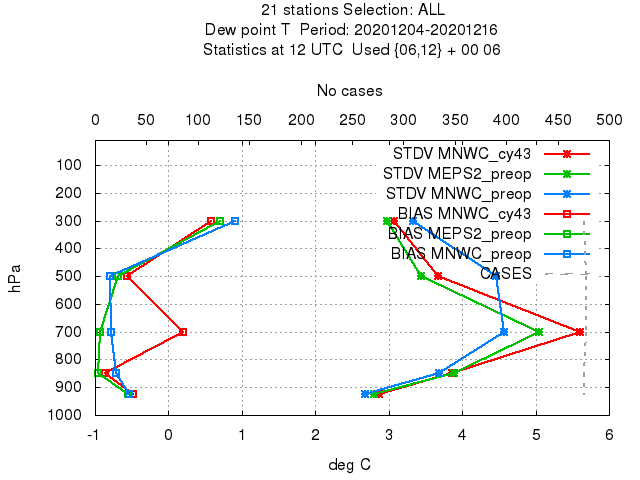 21 stations Selection: ALL
Dew point T  Period: 20201204-20201216
Statistics at 12 UTC  Used {06,12} + 00 06
No cases
0 50 100 150 200 250 300 350 400 450 500
STDV MNWC_cy43
STDV MEPS2_preop
STDV MNWC_preop
BIAS MNWC_cy43
BIAS MEPS2_preop
BIAS MNWC_preop
CASES
hPa
100
200
300
400
500
600
700
800
900
1000
-1 0 1 2 3 4 5 6
deg C